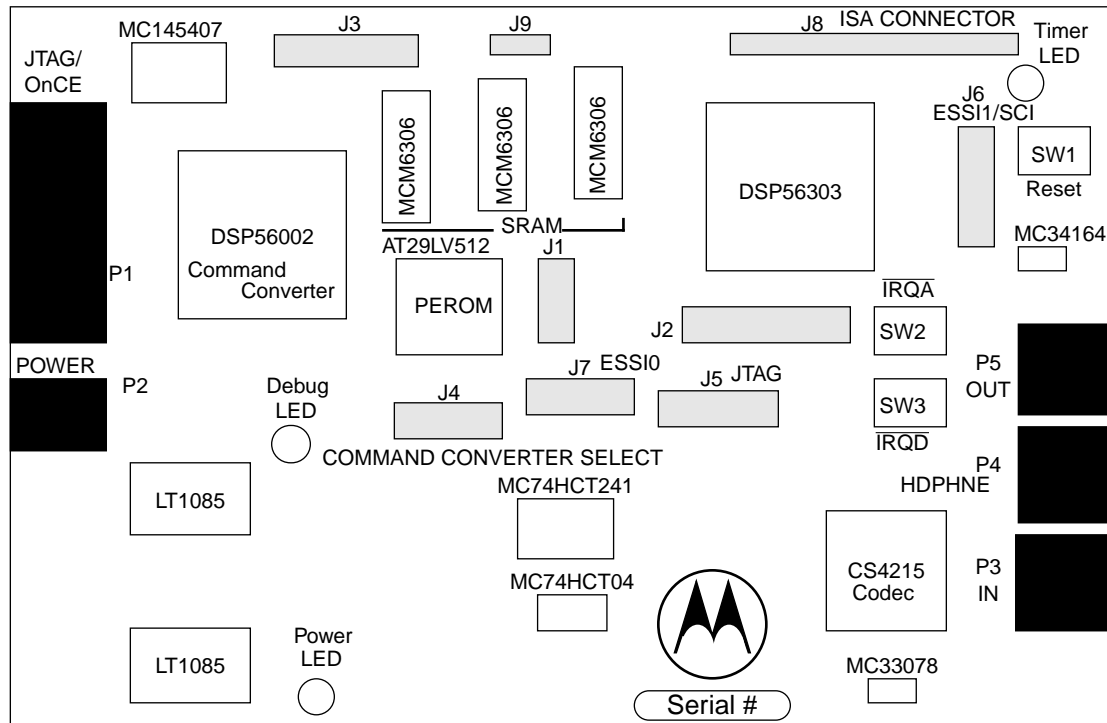 MC145407
J3
J9
J8
ISA CONNECTOR
Timer
LED
JTAG/
OnCE
J6
ESSI1/SCI
MCM6306
MCM6306
MCM6306
SW1
Reset
DSP56303
DSP56002
Command
Converter
SRAM
AT29LV512
J1
MC34164
P1
PEROM
IRQA
J2
SW2
POWER
P2
J7
ESSI0
J5
JTAG
P5
OUT
Debug
LED
J4
SW3
IRQD
COMMAND CONVERTER SELECT
P4
HDPHNE
MC74HCT241
LT1085
CS4215
Codec
P3
IN
MC74HCT04
Power
LED
LT1085
MC33078
Serial #